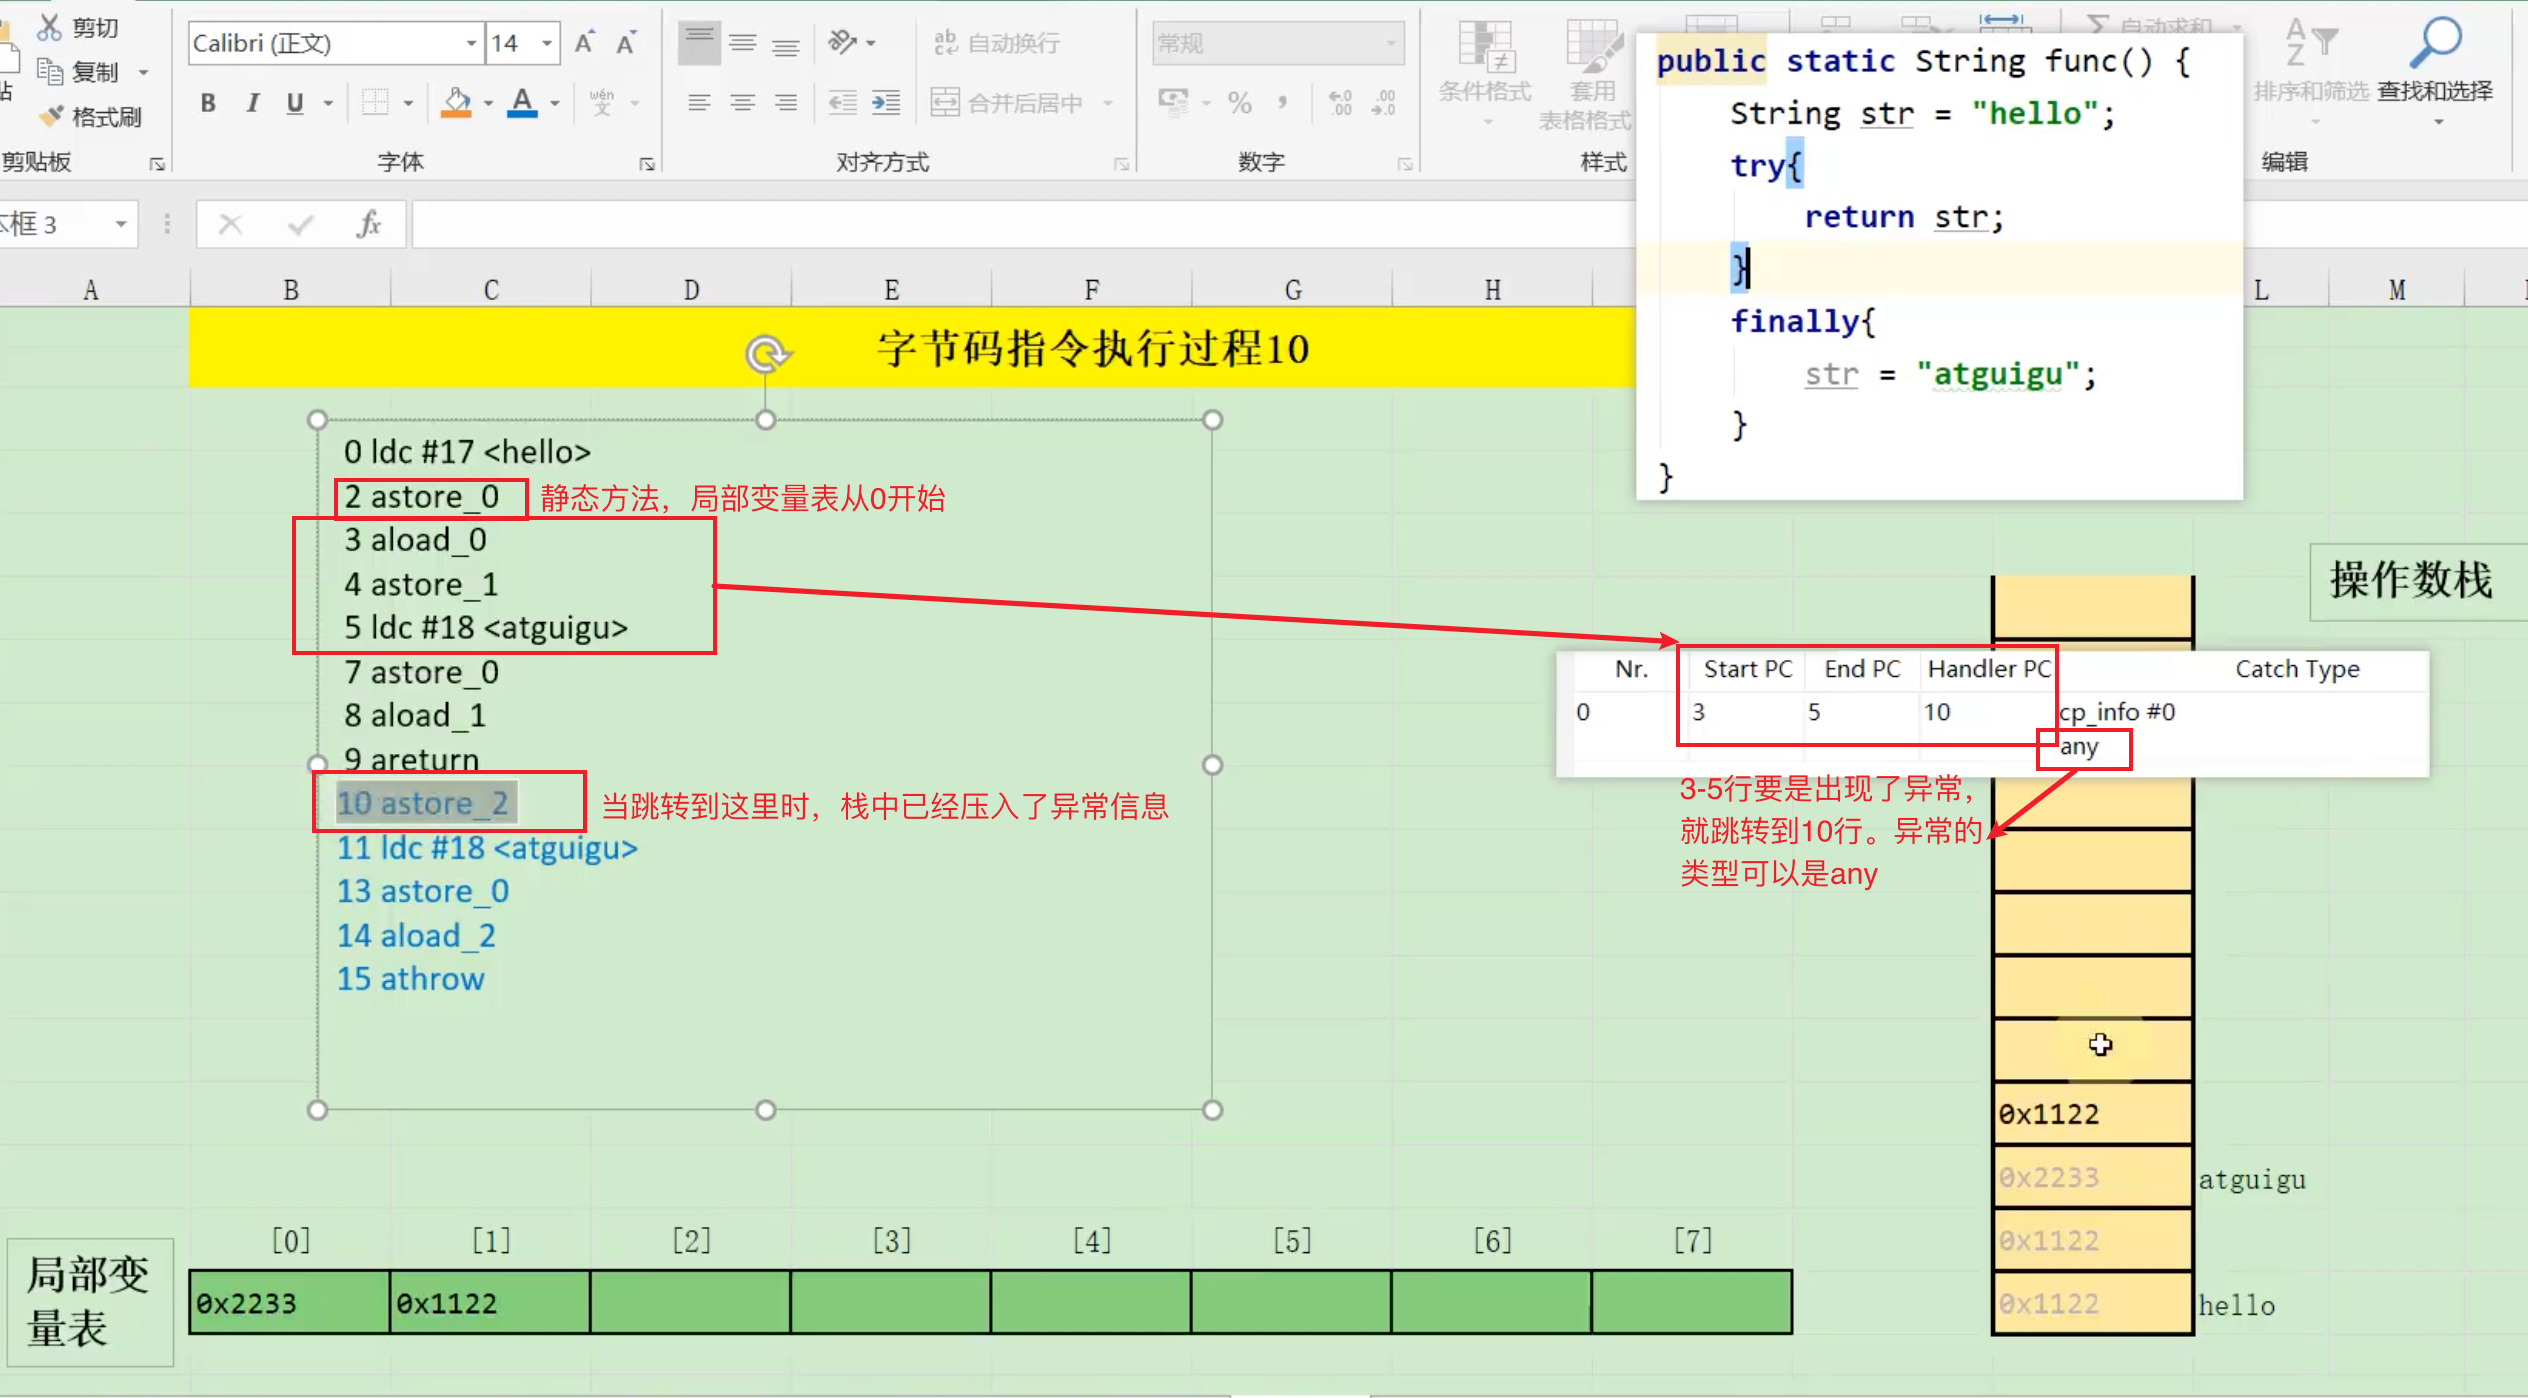 剪切
Calibri (正文)
14
A A
ab
c
自动换行
常规
自动求和
复制
B I U
A
wén
文
合并后居中
%
条件格式
套用
表格格式
A
Z
排序和筛选
查找和选择
格式刷
剪贴板
字体
对齐方式
数字
样式
编辑
public static String func() {
String str = "hello";
try{
return str;
}
finally{
str = "atguigu";
}
}
本框 3
fx
A B C D E F G H L M
字节码指令执行过程10
0 ldc #17 <hello>
2 astore_0
静态方法，局部变量表从0开始
3 aload_0
4 astore_1
5 ldc #18 <atguigu>
7 astore_0
8 aload_1
9 areturn
10 astore_2
当跳转到这里时，栈中已经压入了异常信息
11 ldc #18 <atguigu>
13 astore_0
14 aload_2
15 athrow
操作数栈
Nr. Start PC End PC Handler PC Catch Type
0 3 5 10 cp_info #0
any
3-5行要是出现了异常，
就跳转到10行。异常的
类型可以是any
0x1122
0x2233 atguigu
0x1122
0x1122 hello
[0] [1] [2] [3] [4] [5] [6] [7]
局部变
量表
0x2233 0x1122